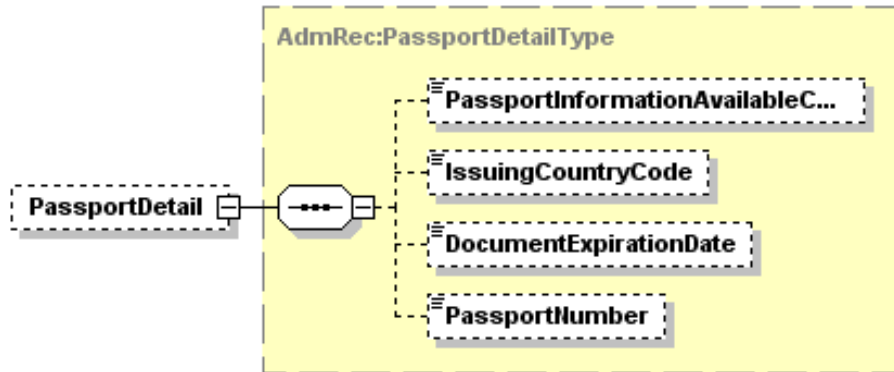 AdmRec:PassportDetailType
PassportInformationAvailableC...
IssuingCountryCode
PassportDetail
DocumentExpirationDate
PassportNumber